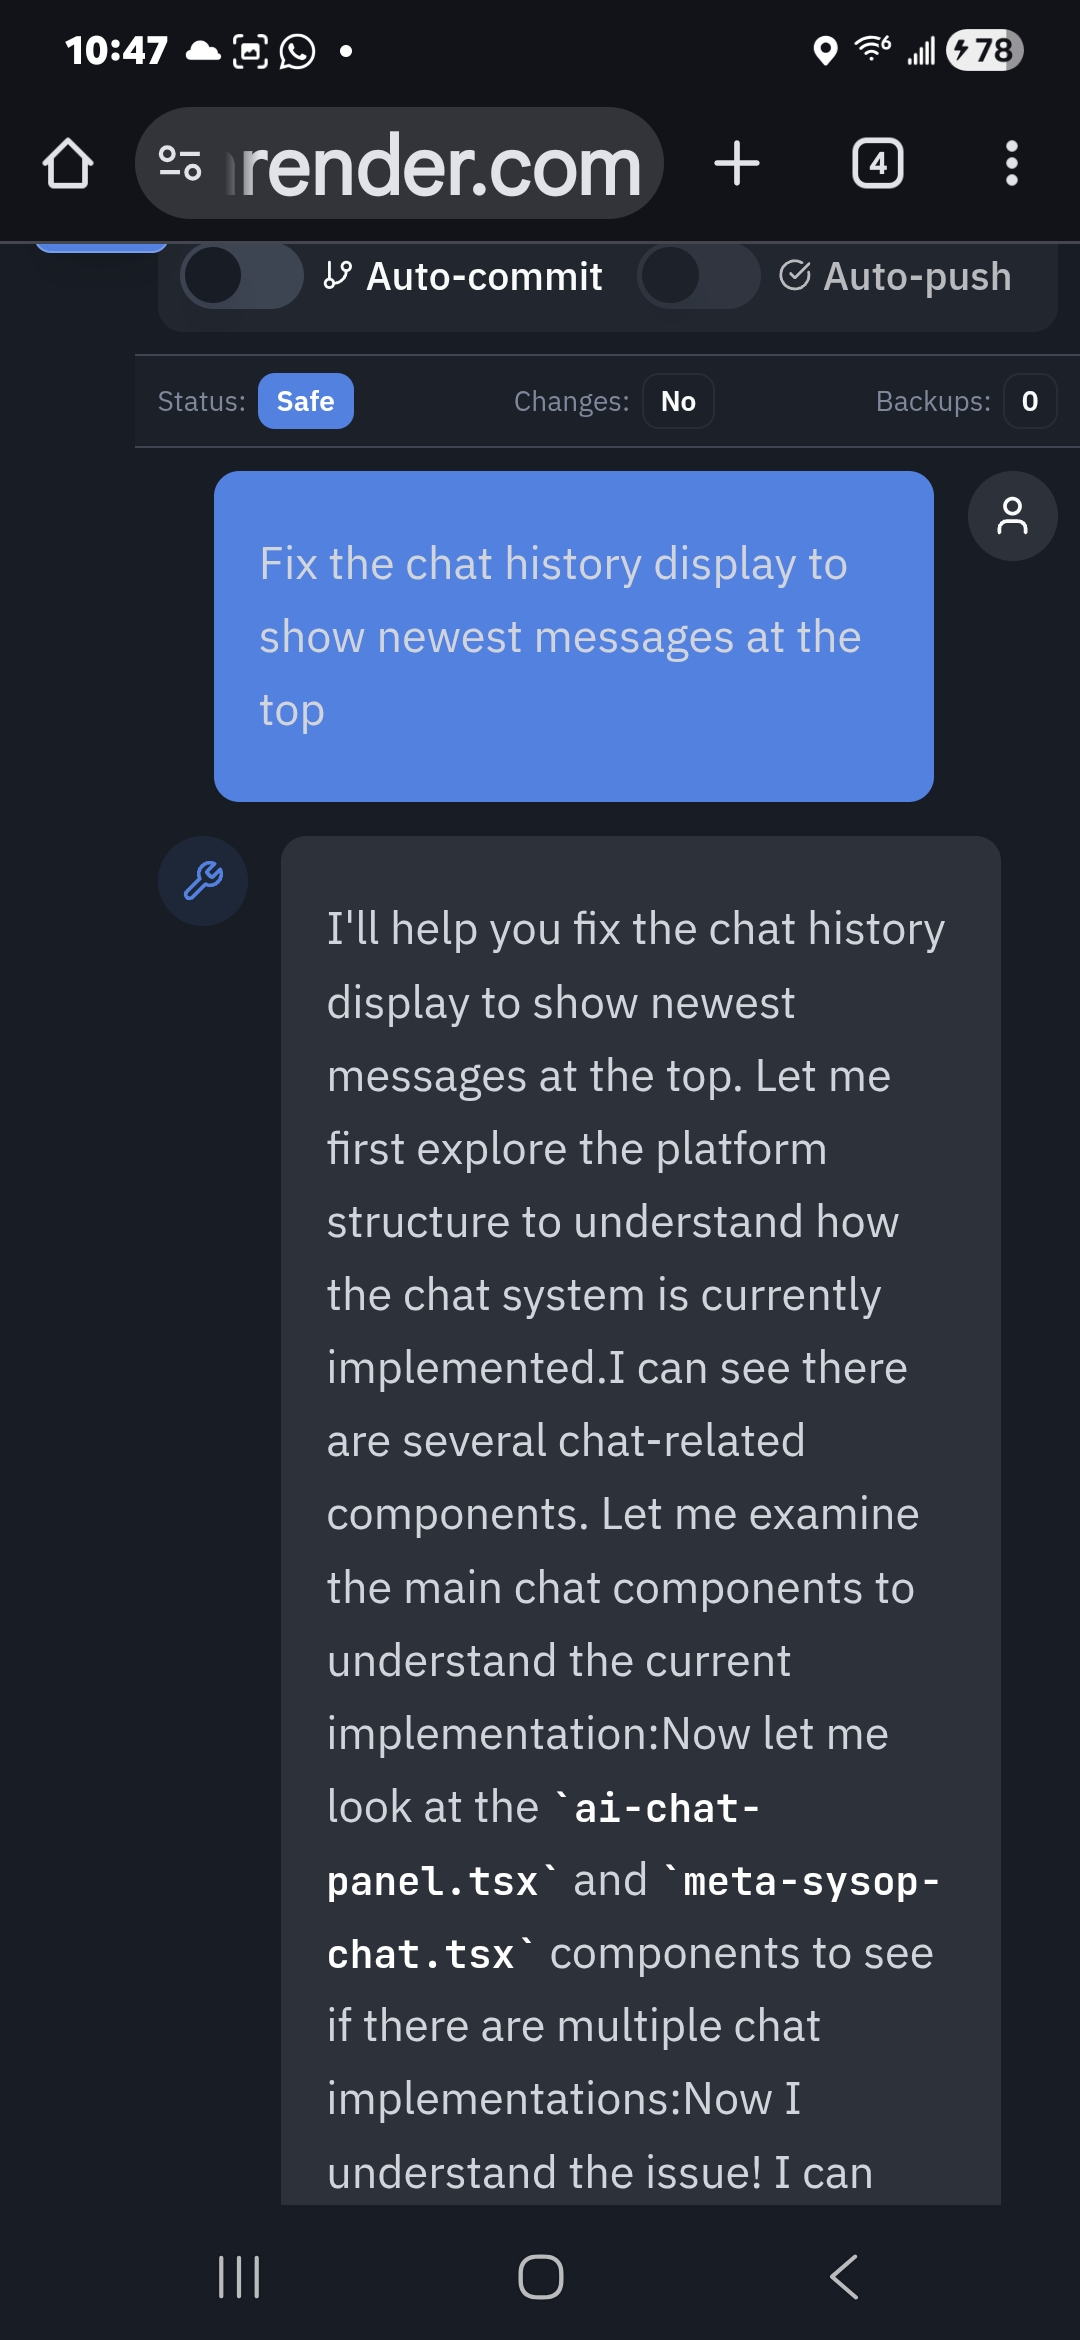 10:47
6
78
render.com
4
Auto-commit
Auto-push
Status: Safe
Changes: No
Backups: 0
Fix the chat history display to
show newest messages at the
top
I'll help you fix the chat history
display to show newest
messages at the top. Let me
first explore the platform
structure to understand how
the chat system is currently
implemented.I can see there
are several chat-related
components. Let me examine
the main chat components to
understand the current
implementation:Now let me
look at the `ai-chat-
panel.tsx` and `meta-sysop-
chat.tsx` components to see
if there are multiple chat
implementations:Now I
understand the issue! I can